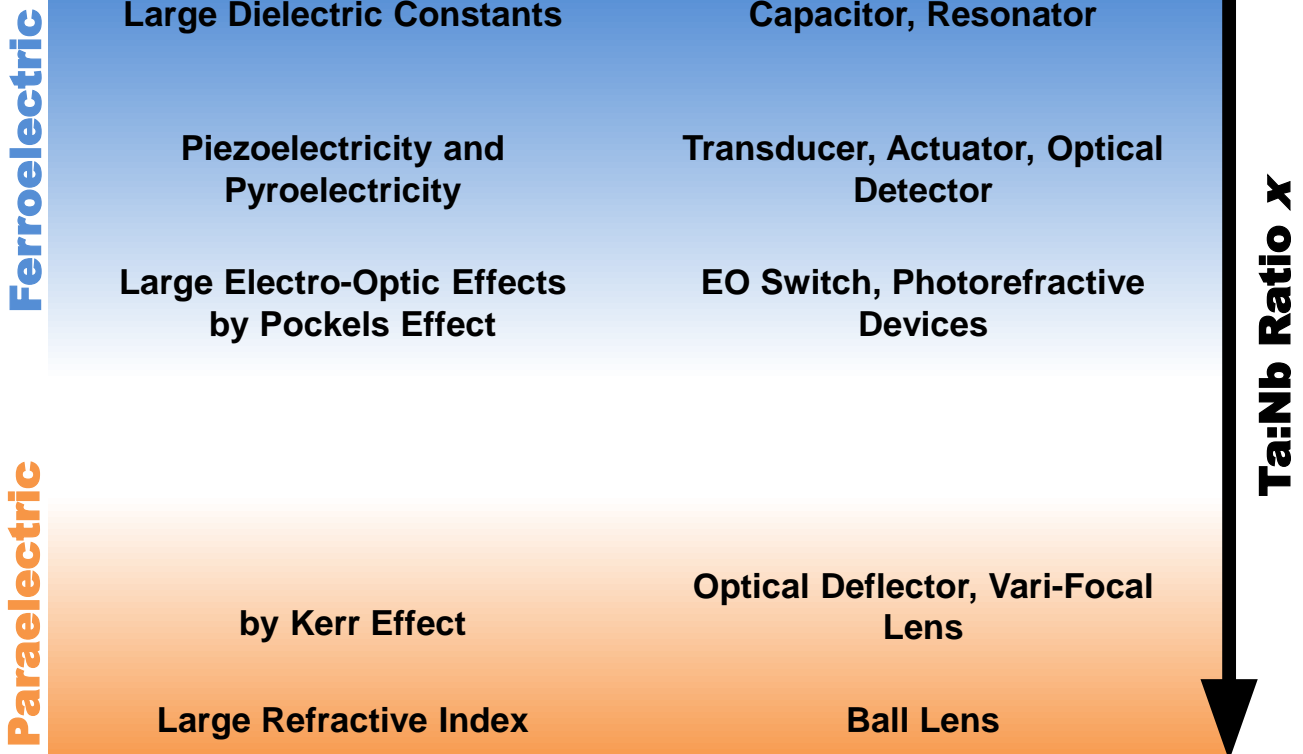 Large Dielectric Constants
Capacitor, Resonator
Ferroelectric
Piezoelectricity and
Pyroelectricity
Transducer, Actuator, Optical
Detector
Large Electro-Optic Effects
by Pockels Effect
EO Switch, Photorefractive
Devices
Ta:Nb Ratio x
Paraelectric
by Kerr Effect
Optical Deflector, Vari-Focal
Lens
Large Refractive Index
Ball Lens